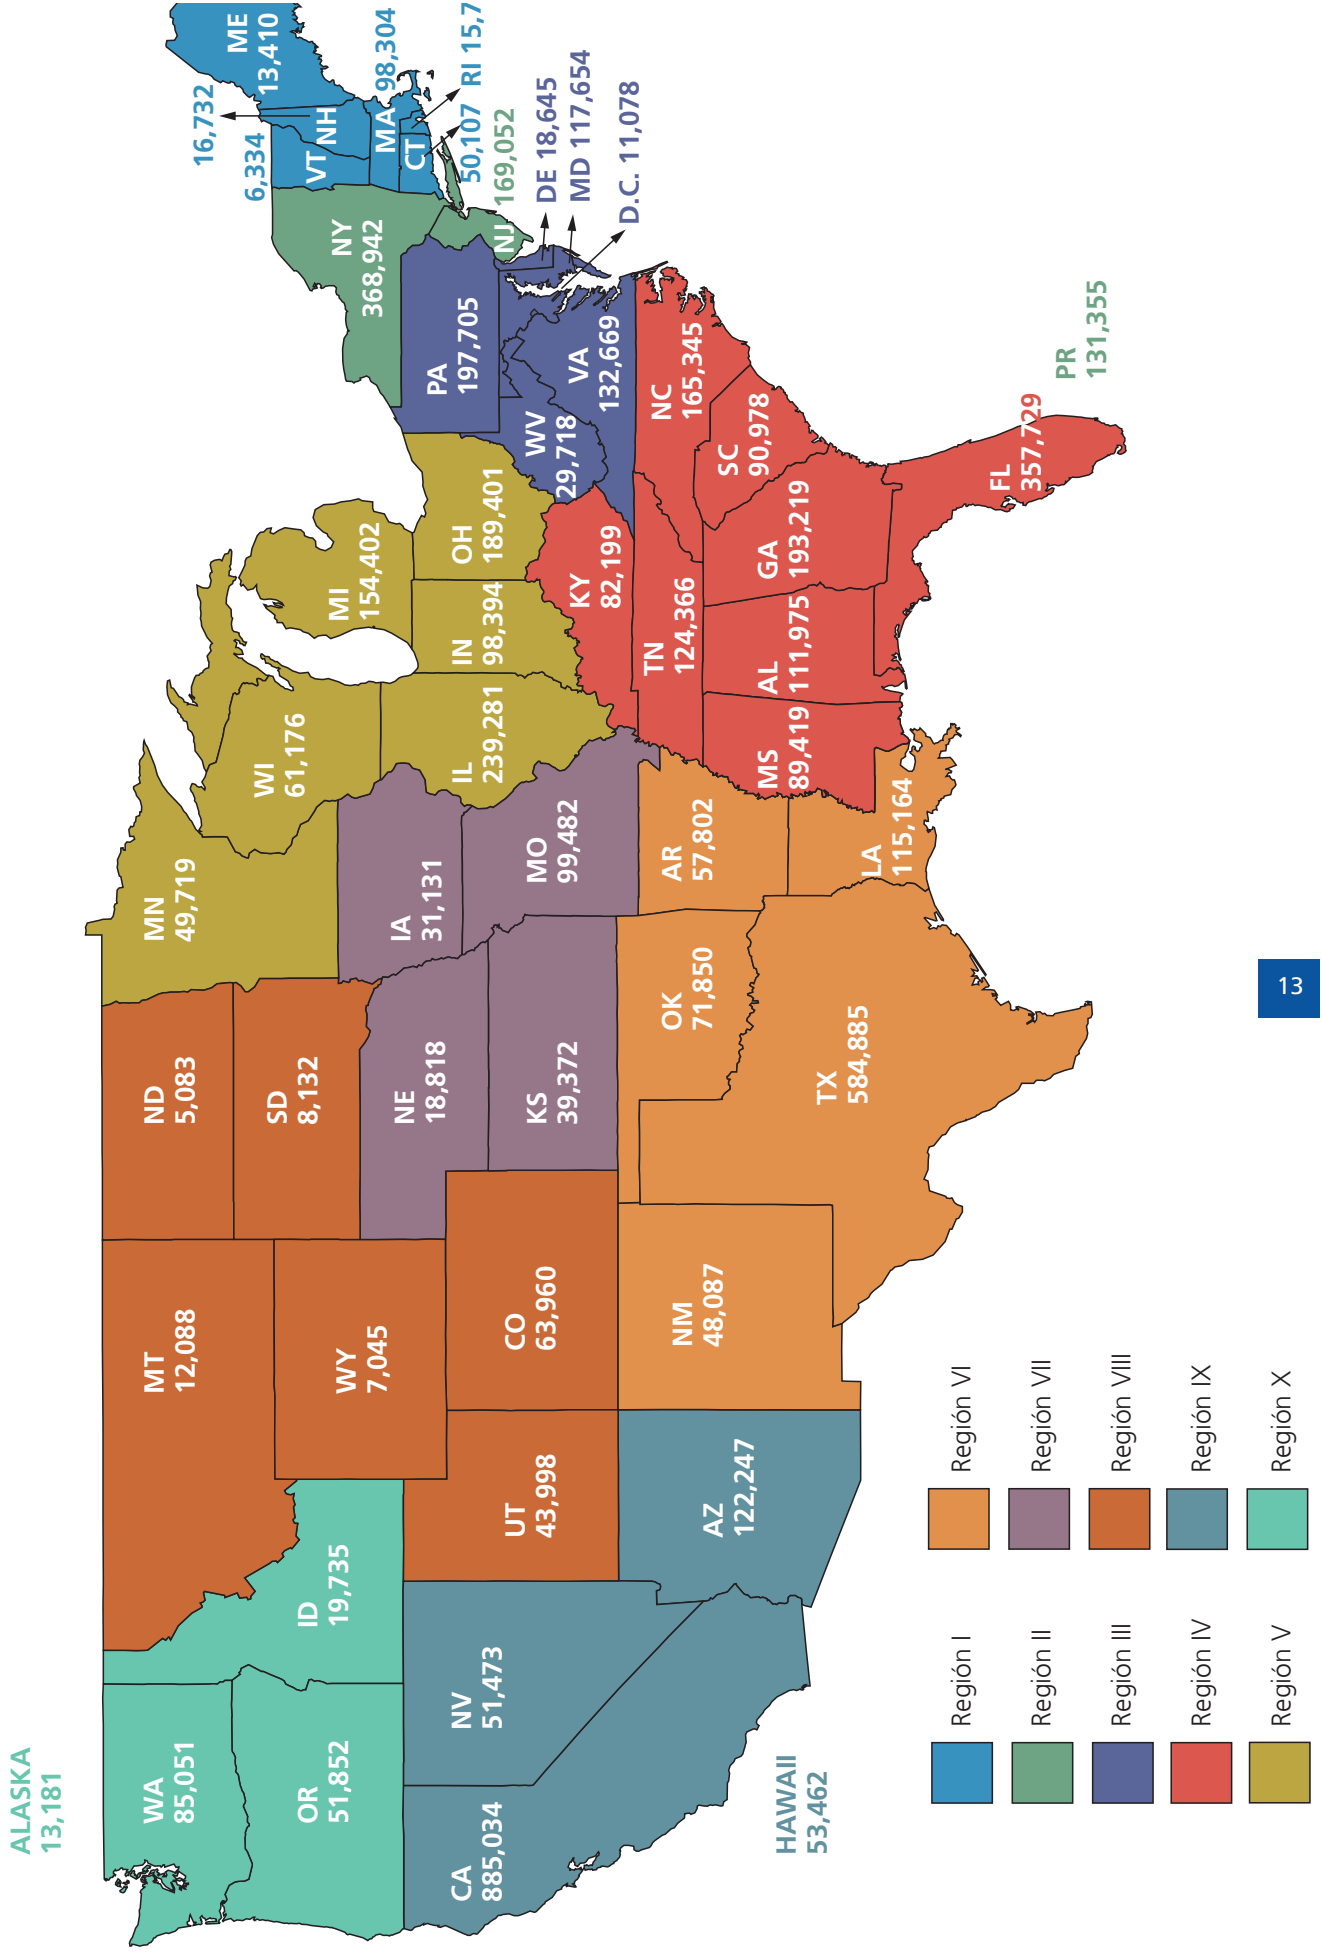 ALASKA
13,181
WA
85,051
OR
51,852
CA
885,034
NV
51,473
ID
19,735
MT
12,088
WY
7,045
UT
43,998
CO
63,960
AZ
122,247
NM
48,087
HAWAII
53,462
ND
5,083
SD
8,132
NE
18,818
KS
39,372
OK
71,850
TX
584,885
MN
49,719
IA
31,131
MO
99,482
AR
57,802
LA
115,164
WI
61,176
IL
239,281
MI
154,402
IN
98,394
OH
189,401
KY
82,199
TN
124,366
MS
89,419
AL
111,975
GA
193,219
FL
357,729
SC
90,978
NC
165,345
VA
132,669
WV
29,718
PA
197,705
NY
368,942
NJ 169,052
DE 18,645
MD 117,654
D.C. 11,078
PR
131,355
VT
6,334
NH
16,732
ME
13,410
MA 98,304
CT
50,107
RI 15,7
Región I
Región II
Región III
Región IV
Región V
Región VI
Región VII
Región VIII
Región IX
Región X
13